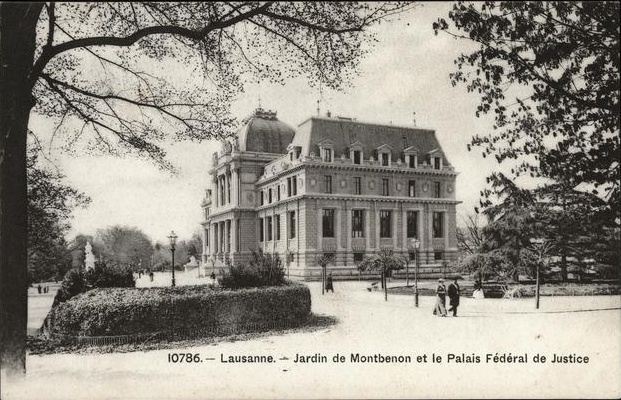 10786. — Lausanne. — Jardin de Montbenon et le Palais Fédéral de Justice